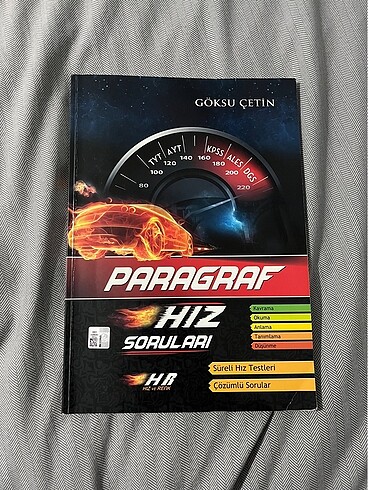 GÖKSU ÇETİN
TYT AYT KPSS ALES DGS
80 100 120 140 160 180 200 220
PARAGRAF
HIZ
SORULARI
Kavrama
Okuma
Anlama
Tanımlama
Düşünme
Süreli Hız Testleri
Çözümlü Sorular
HR
HIZ VE RENK